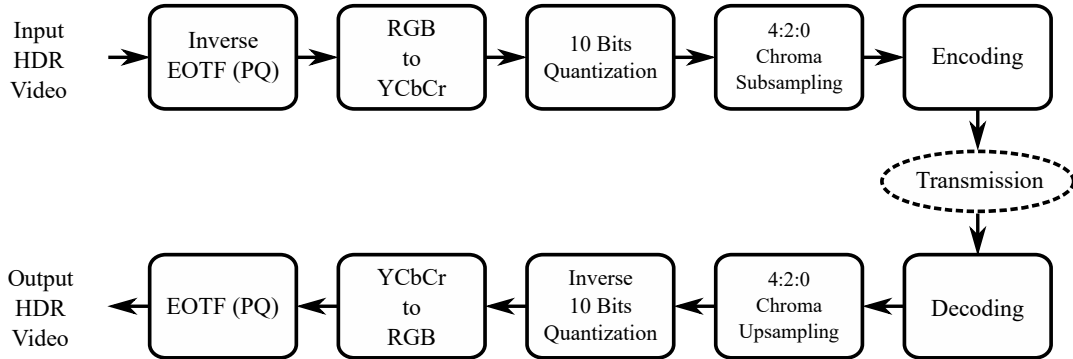 Input
HDR
Video
Inverse
EOTF (PQ)
RGB
to
YCbCr
10 Bits
Quantization
4:2:0
Chroma
Subsampling
Encoding
Transmission
Output
HDR
Video
EOTF (PQ)
YCbCr
to
RGB
Inverse
10 Bits
Quantization
4:2:0
Chroma
Upsampling
Decoding